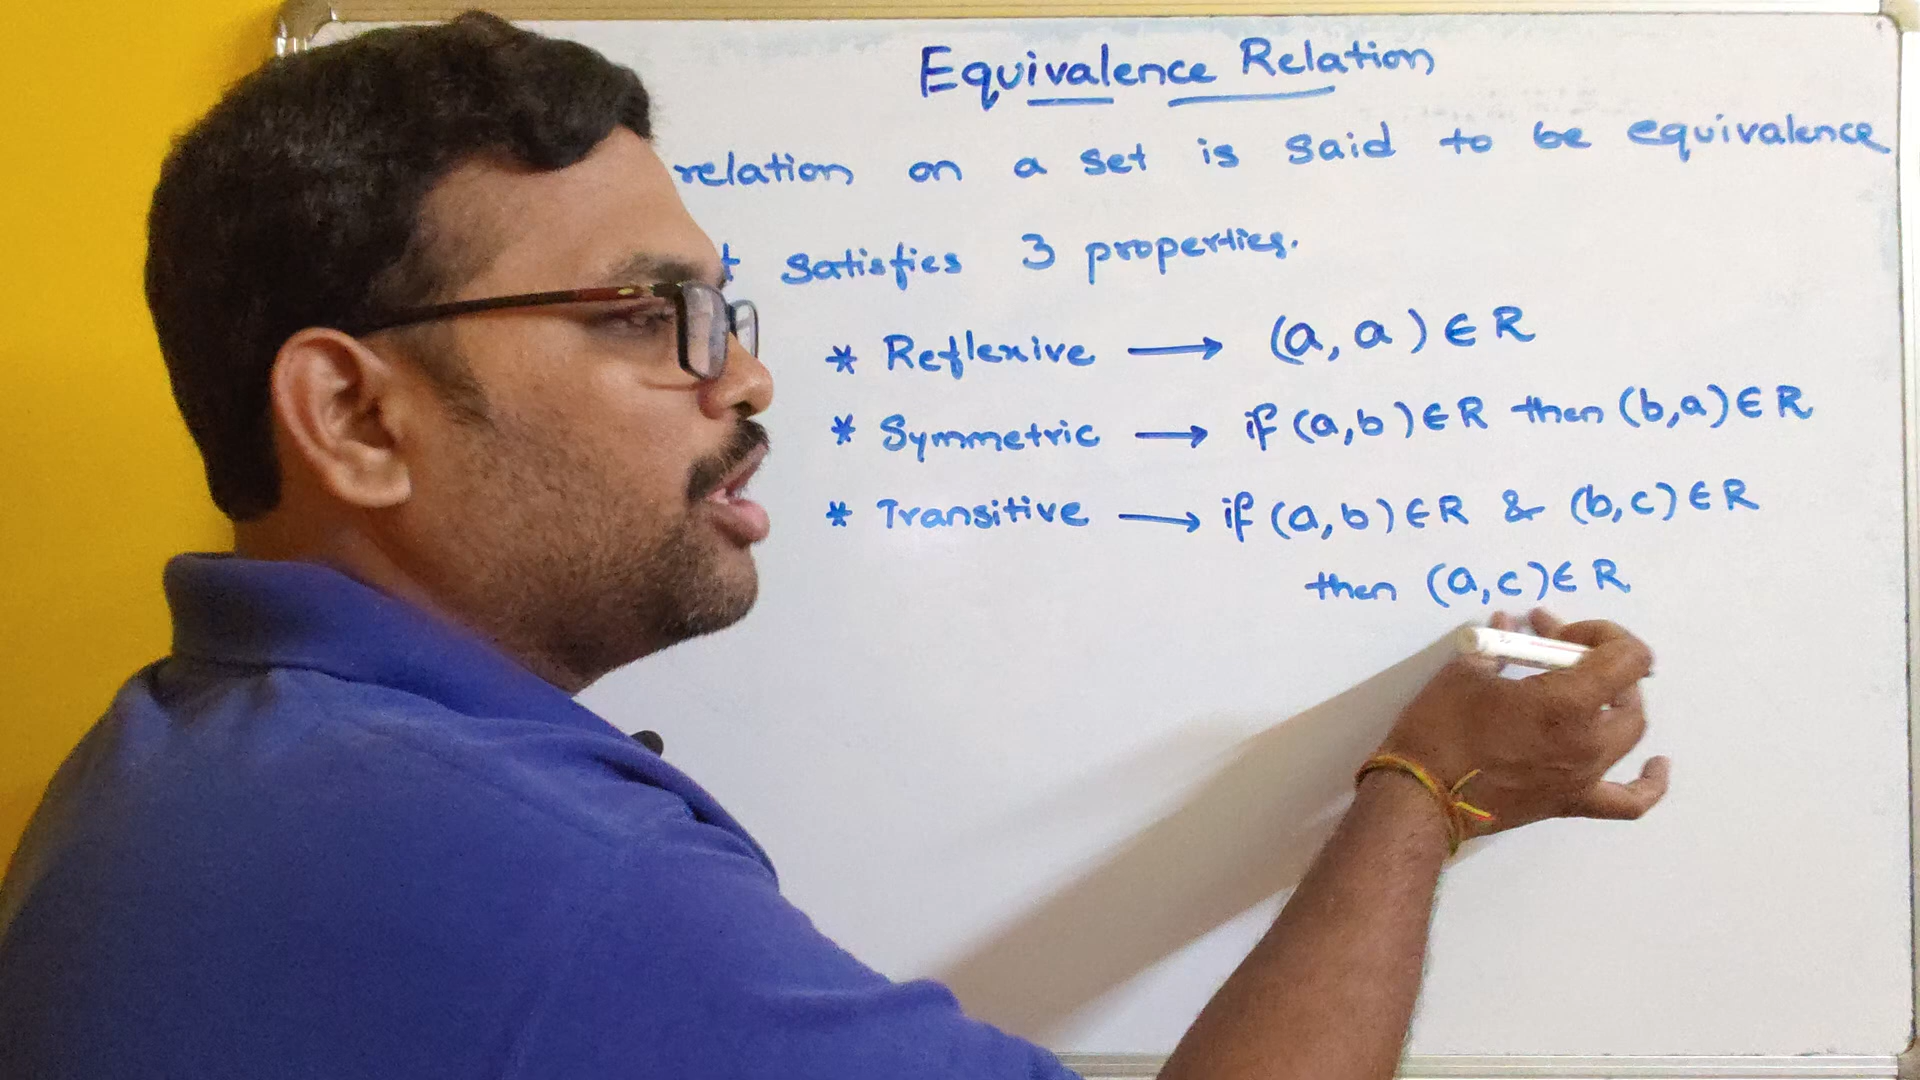 Equivalence Relation
relation on a set is said to be equivalence
satisfies 3 properties.
* Reflexive ⟶ (a, a) ∈ R
* Symmetric ⟶ if (a,b) ∈ R then (b,a) ∈ R
* Transitive ⟶ if (a,b) ∈ R & (b,c) ∈ R
then (a,c) ∈ R